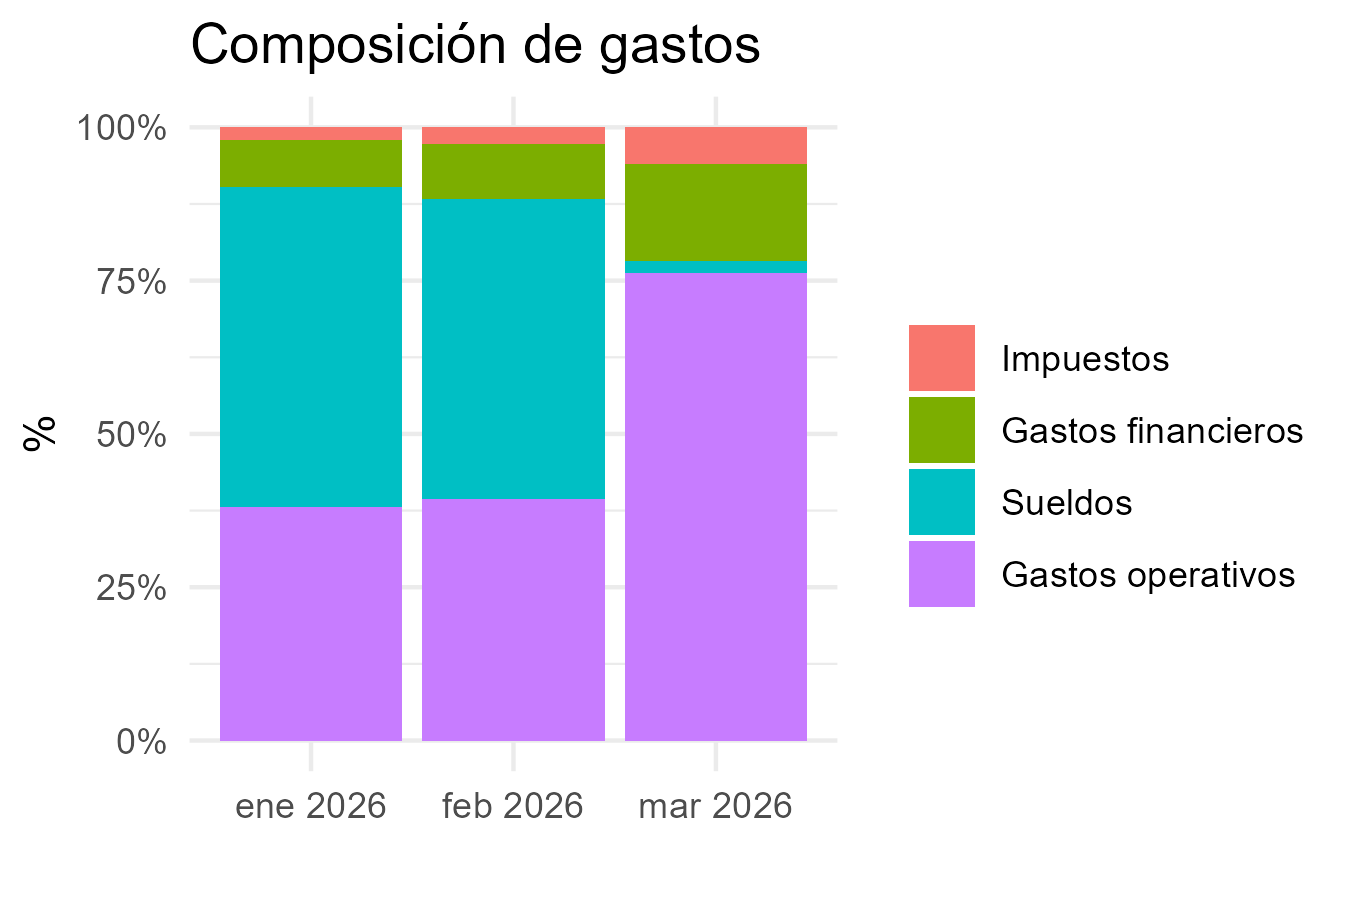 Composición de gastos
100%
75%
50%
25%
0%
%
ene 2026
feb 2026
mar 2026
Impuestos
Gastos financieros
Sueldos
Gastos operativos